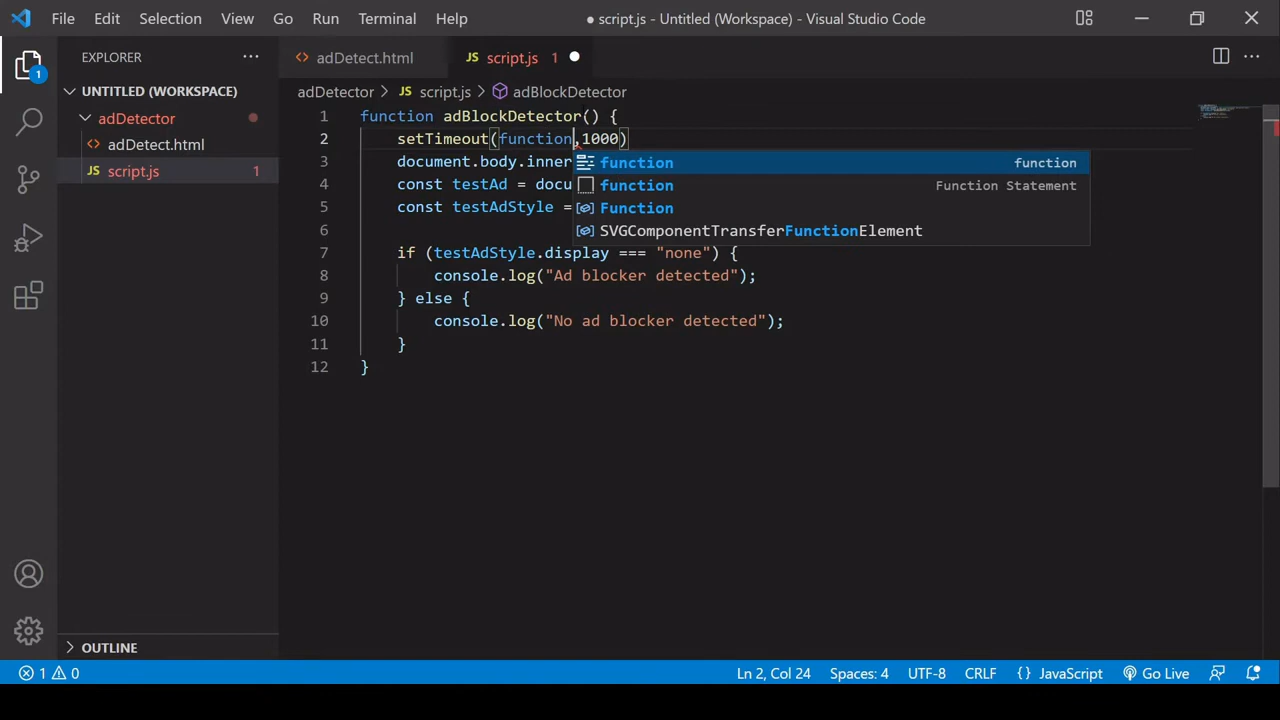 File Edit Selection View Go Run Terminal Help ● script.js - Untitled (Workspace) - Visual Studio Code
EXPLORER ···
<> adDetect.html JS script.js 1 ●
1
UNTITLED (WORKSPACE)
adDetector
<> adDetect.html
JS script.js 1
adDetector > JS script.js > adBlockDetector
1 function adBlockDetector() {
2 setTimeout(function,1000)
3 document.body.inner
4 const testAd = docu
5 const testAdStyle =
6
7 if (testAdStyle.display === "none") {
8 console.log("Ad blocker detected");
9 } else {
10 console.log("No ad blocker detected");
11 }
12 }
function function
function Function Statement
Function
SVGComponentTransferFunctionElement
OUTLINE
1 0 Ln 2, Col 24 Spaces: 4 UTF-8 CRLF {} JavaScript Go Live